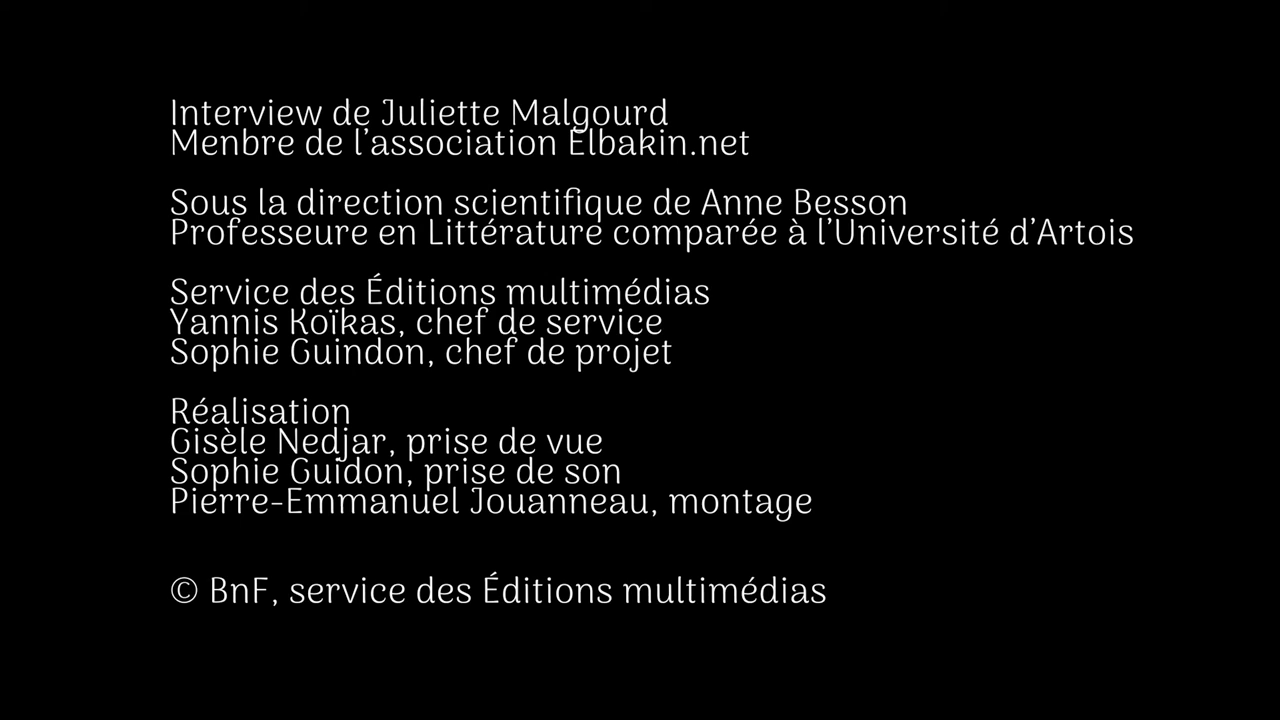 Interview de Juliette Malgourd
Menbre de l'association Elbakin.net
Sous la direction scientifique de Anne Besson
Professeure en Littérature comparée à l'Université d'Artois
Service des Éditions multimédias
Yannis Koïkas, chef de service
Sophie Guindon, chef de projet
Réalisation
Gisèle Nedjar, prise de vue
Sophie Guidon, prise de son
Pierre-Emmanuel Jouanneau, montage
© BnF, service des Éditions multimédias